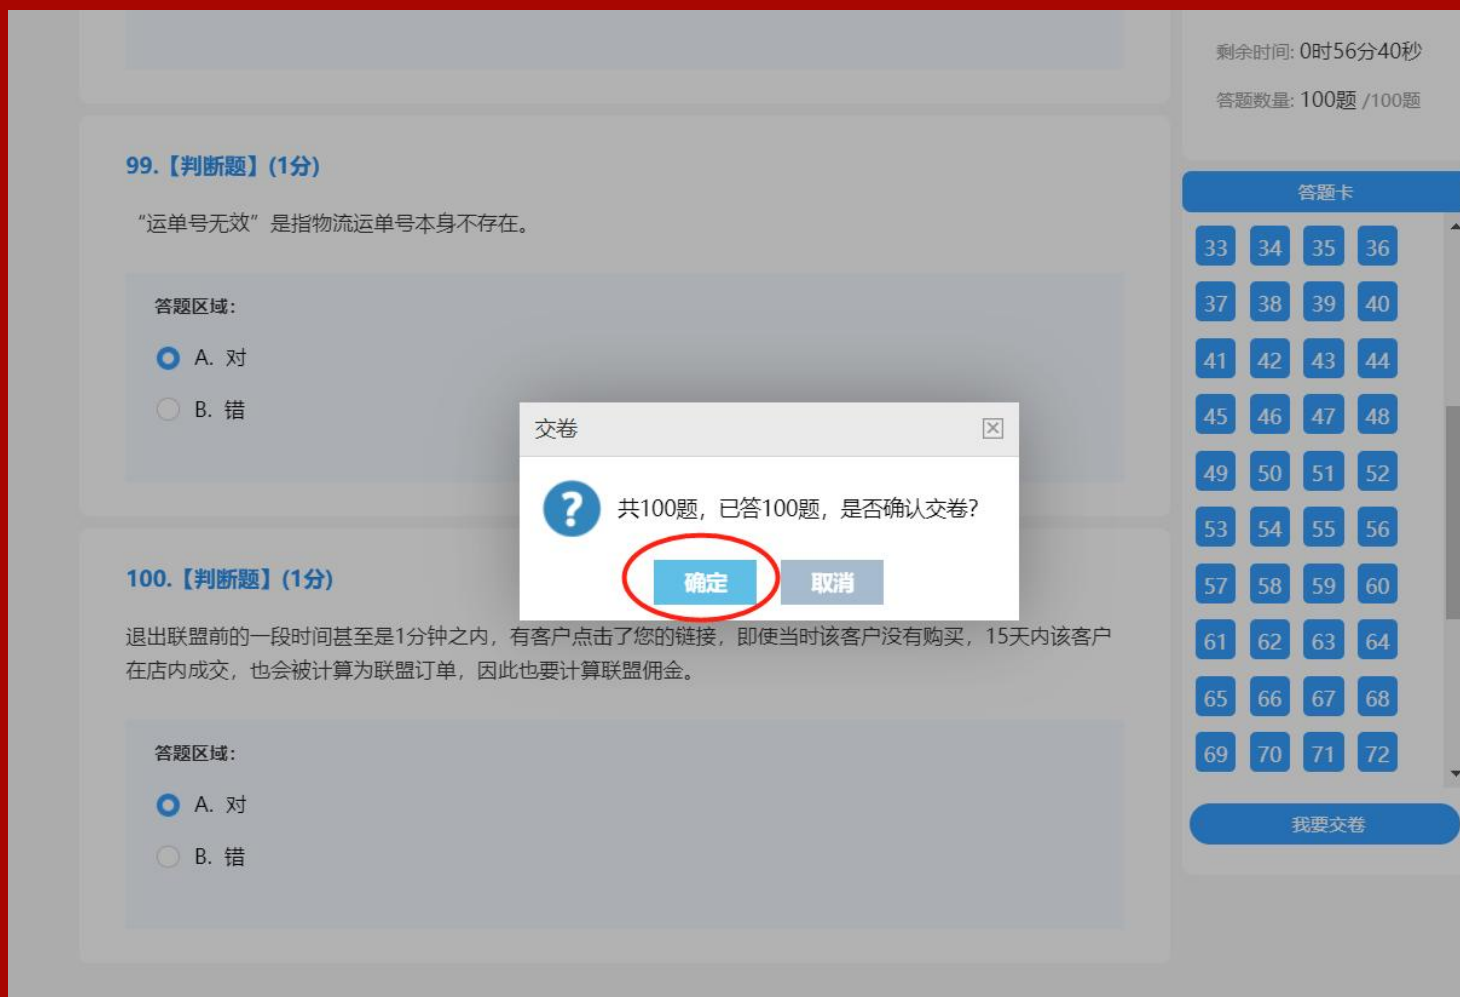 剩余时间: 0时56分40秒
答题数量: 100题 /100题
99.【判断题】(1分)
“运单号无效”是指物流运单号本身不存在。
答题区域：
A. 对
B. 错
100.【判断题】(1分)
退出联盟前的一段时间甚至是1分钟之内，有客户点击了您的链接，即使当时该客户没有购买，15天内该客户
在店内成交，也会被计算为联盟订单，因此也要计算联盟佣金。
答题区域：
A. 对
B. 错
交卷
共100题，已答100题，是否确认交卷?
确定 取消
答题卡
33 34 35 36
37 38 39 40
41 42 43 44
45 46 47 48
49 50 51 52
53 54 55 56
57 58 59 60
61 62 63 64
65 66 67 68
69 70 71 72
我要交卷